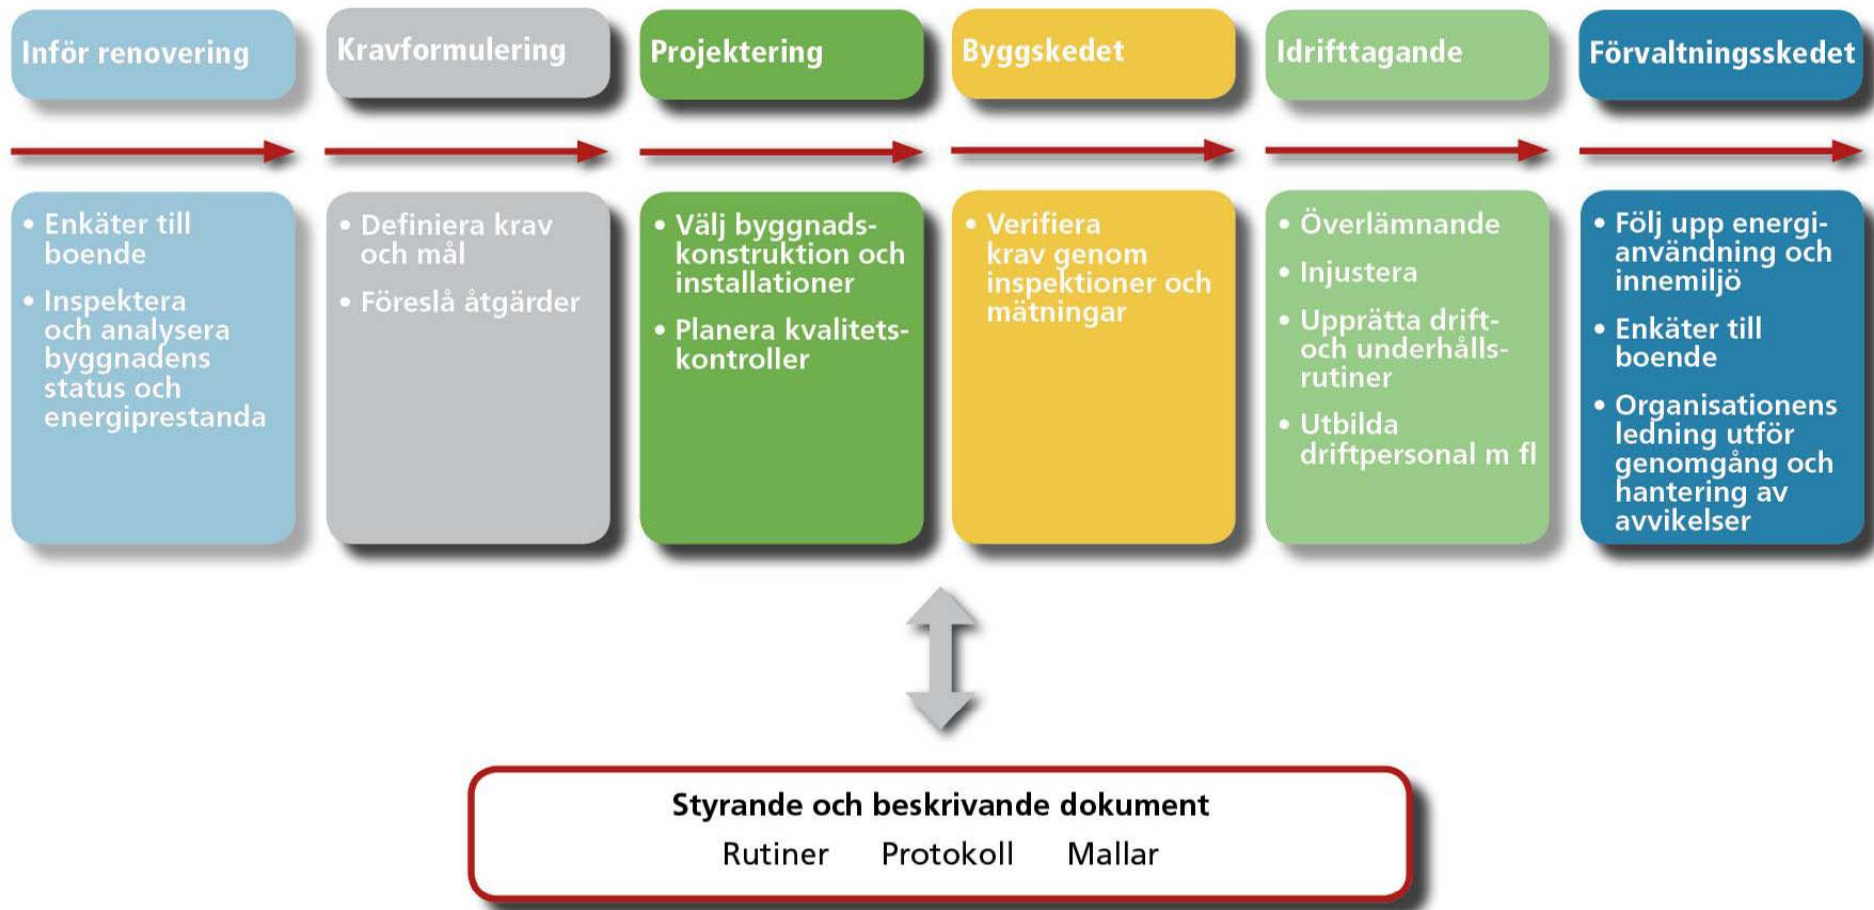 Inför renovering
Kravformulering
Projektering
Byggskedet
Idrifttagande
Förvaltningsskedet
• Enkäter till
boende
• Inspektera
och analysera
byggnadens
status och
energiprestanda
• Definiera krav
och mål
• Föreslå åtgärder
• Välj byggnads-
konstruktion och
installationer
• Planera kvalitets-
kontroller
• Verifiera
krav genom
inspektioner och
mätningar
• Överlämnande
• Injustera
• Upprätta drift-
och underhålls-
rutiner
• Utbilda
driftpersonal m fl
• Följ upp energi-
användning och
innemiljö
• Enkäter till
boende
• Organisationens
ledning utför
genomgång och
hantering av
avvikelser
Styrande och beskrivande dokument
Rutiner Protokoll Mallar